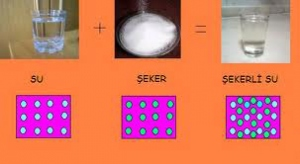 + =
SU ŞEKER ŞEKERLİ SU